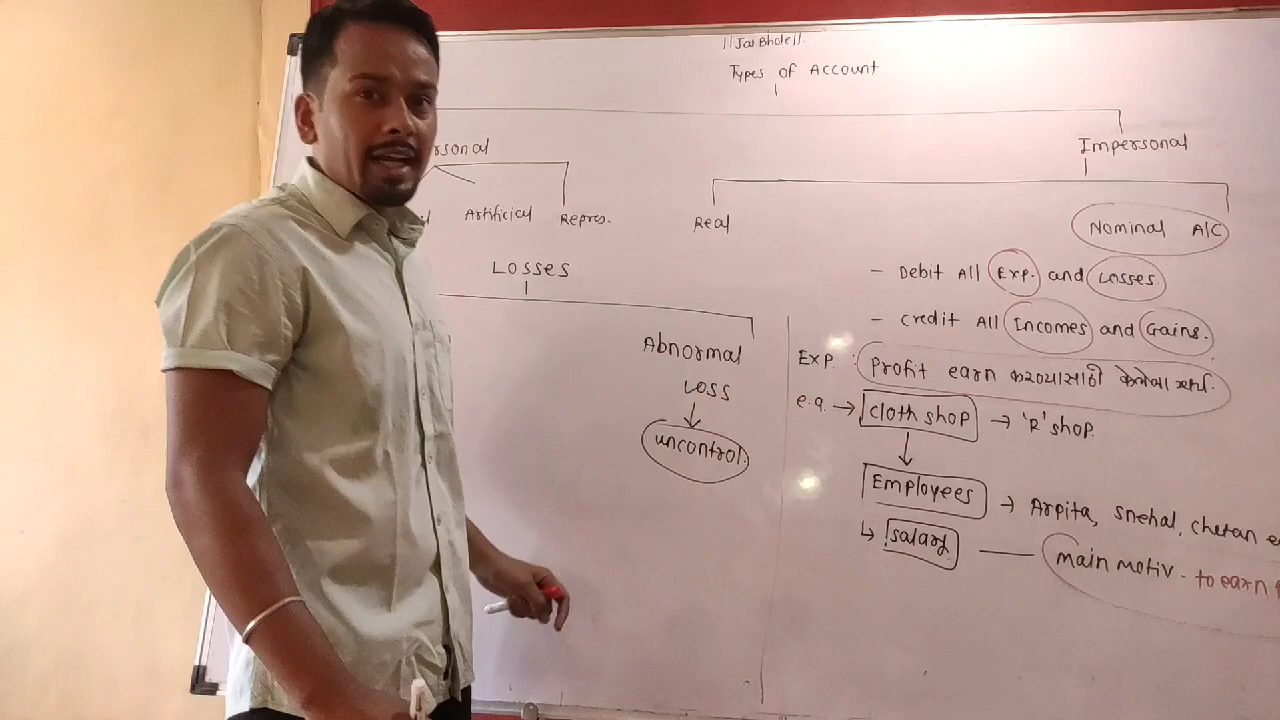 ||Jai Bhole||
Types of Account
rsonal
Impersonal
l Artificial Repres. Real
Nominal A/C
Losses
- Debit All Exp. and Losses
- credit All Incomes and Gains.
Abnormal
Loss
uncontrol.
Exp. : Profit earn करण्यासाठी केलेला खर्च.
e.g. → cloth shop → 'R' shop.
Employees → Arpita, Snehal, chetan e
↳ salary — main motiv - to earn